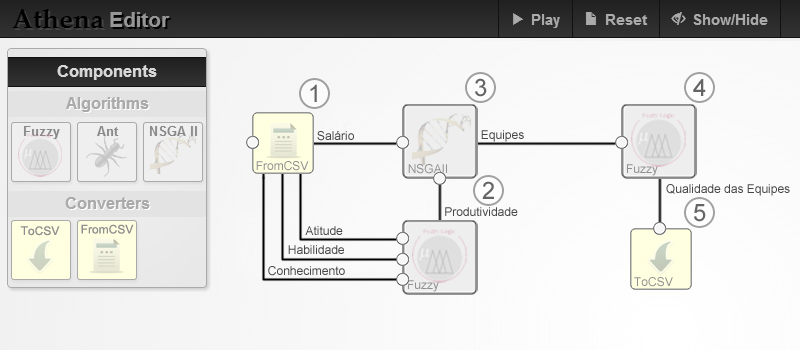 Athena Editor
Play
Reset
Show/Hide
Components
Algorithms
Fuzzy
Ant
NSGA II
Converters
ToCSV
FromCSV
1
FromCSV
Salário
3
NSGAII
Equipes
4
Fuzzy
Qualidade das Equipes
2
Produtividade
Atitude
Habilidade
Conhecimento
Fuzzy
5
ToCSV